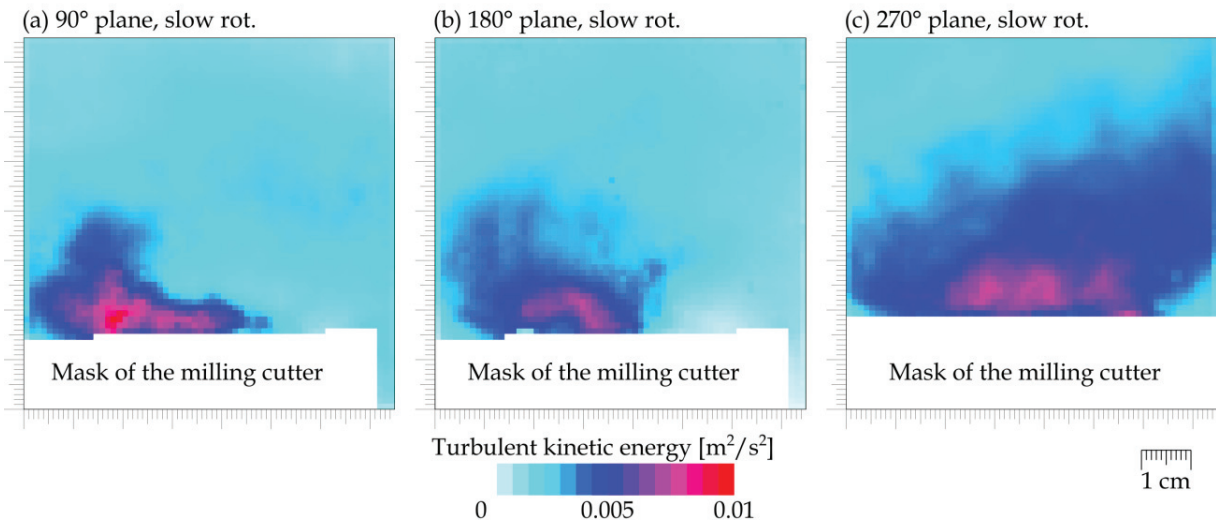 (a) 90° plane, slow rot.
(b) 180° plane, slow rot.
(c) 270° plane, slow rot.
Mask of the milling cutter
Mask of the milling cutter
Mask of the milling cutter
Turbulent kinetic energy [m²/s²]
0 0.005 0.01
1 cm